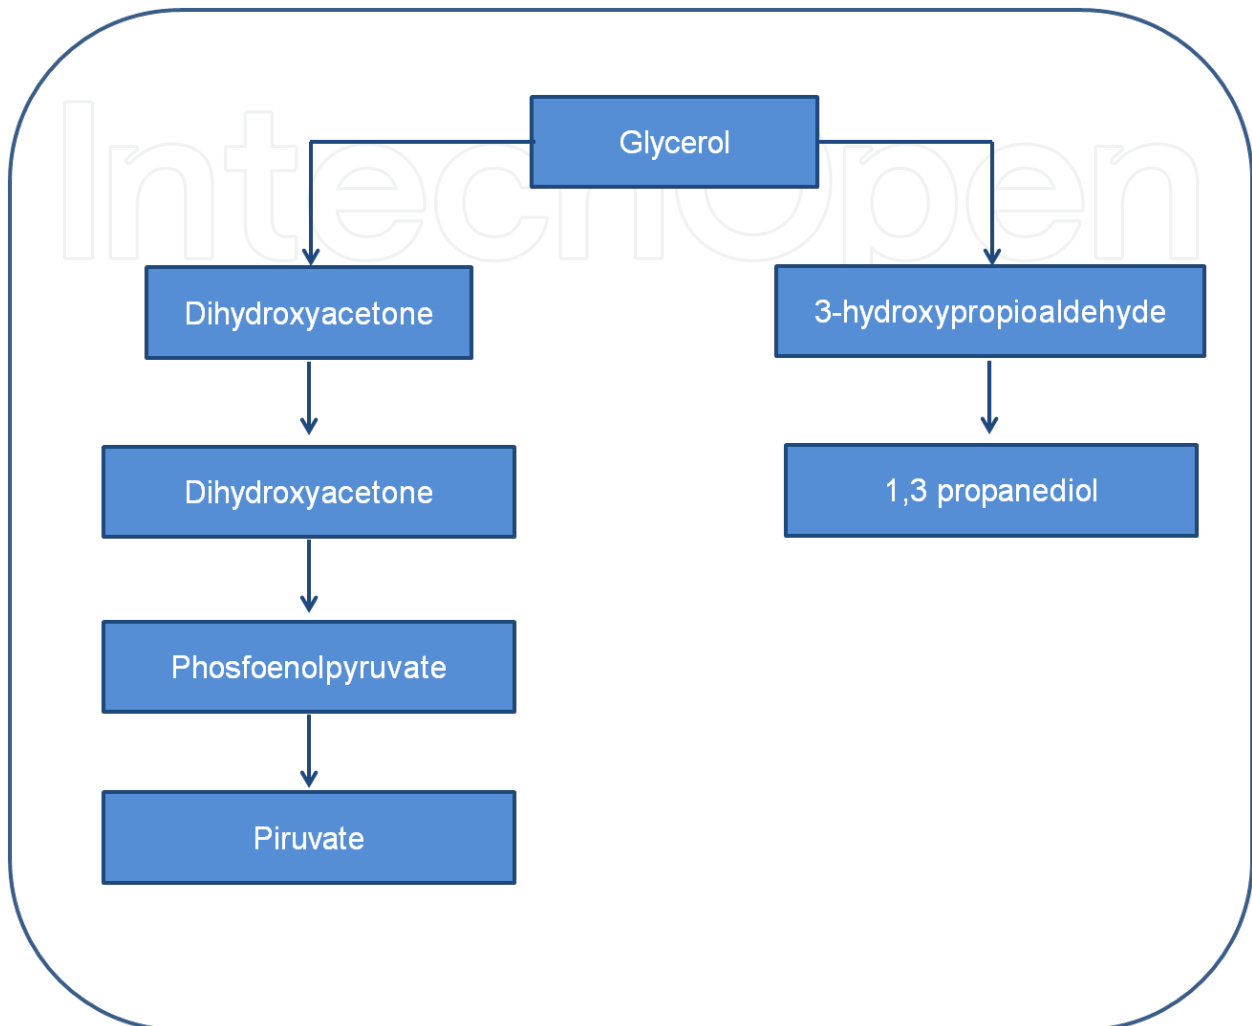 IntechOpen
Glycerol
Dihydroxyacetone
3-hydroxypropioaldehyde
Dihydroxyacetone
1,3 propanediol
Phosfoenolpyruvate
Piruvate